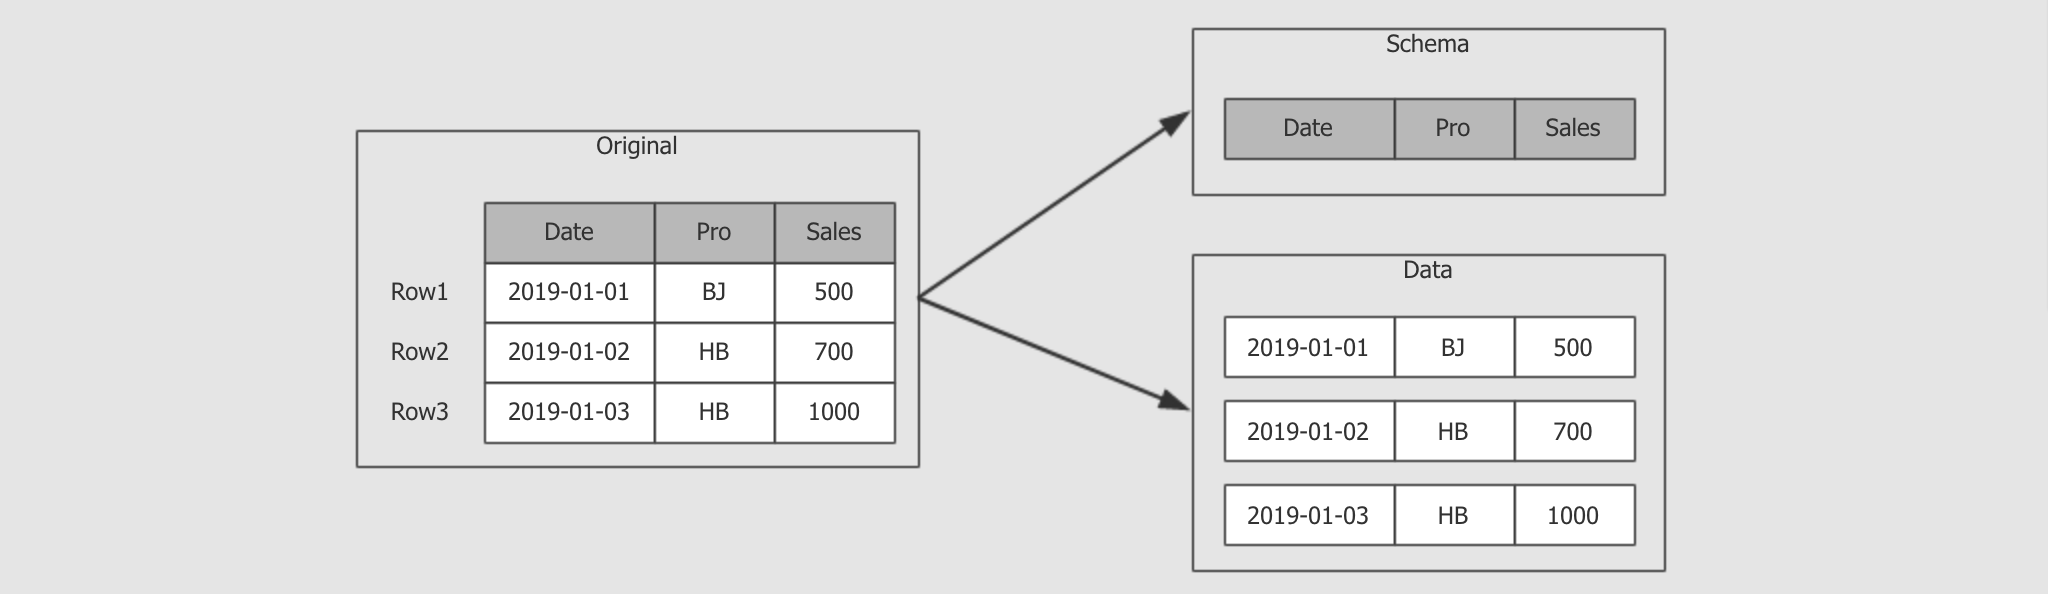 Original
Date Pro Sales
Row1 2019-01-01 BJ 500
Row2 2019-01-02 HB 700
Row3 2019-01-03 HB 1000
Schema
Date Pro Sales
Data
2019-01-01 BJ 500
2019-01-02 HB 700
2019-01-03 HB 1000